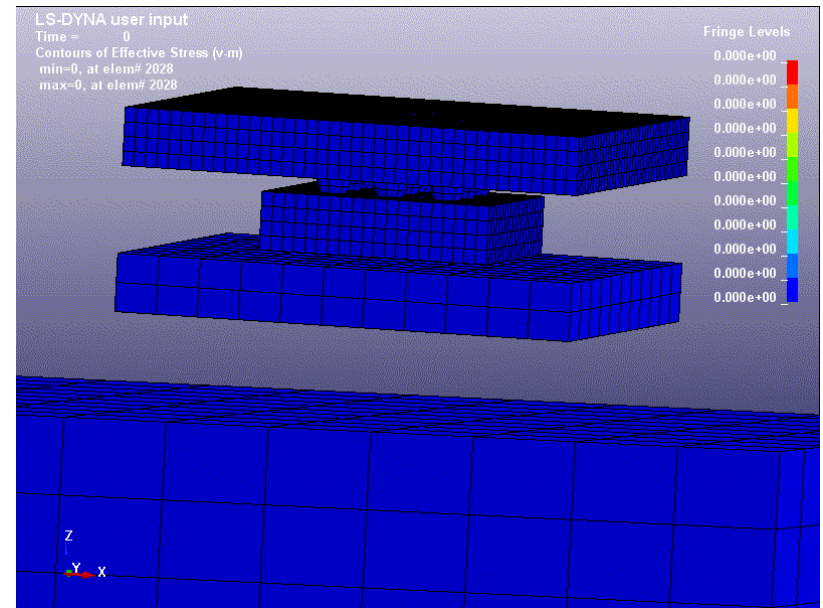 LS-DYNA user input
Time =        0
Contours of Effective Stress (v-m)
min=0, at elem# 2028
max=0, at elem# 2028
Fringe Levels
0.000e+00
0.000e+00
0.000e+00
0.000e+00
0.000e+00
0.000e+00
0.000e+00
0.000e+00
0.000e+00
0.000e+00
0.000e+00
Z
Y X